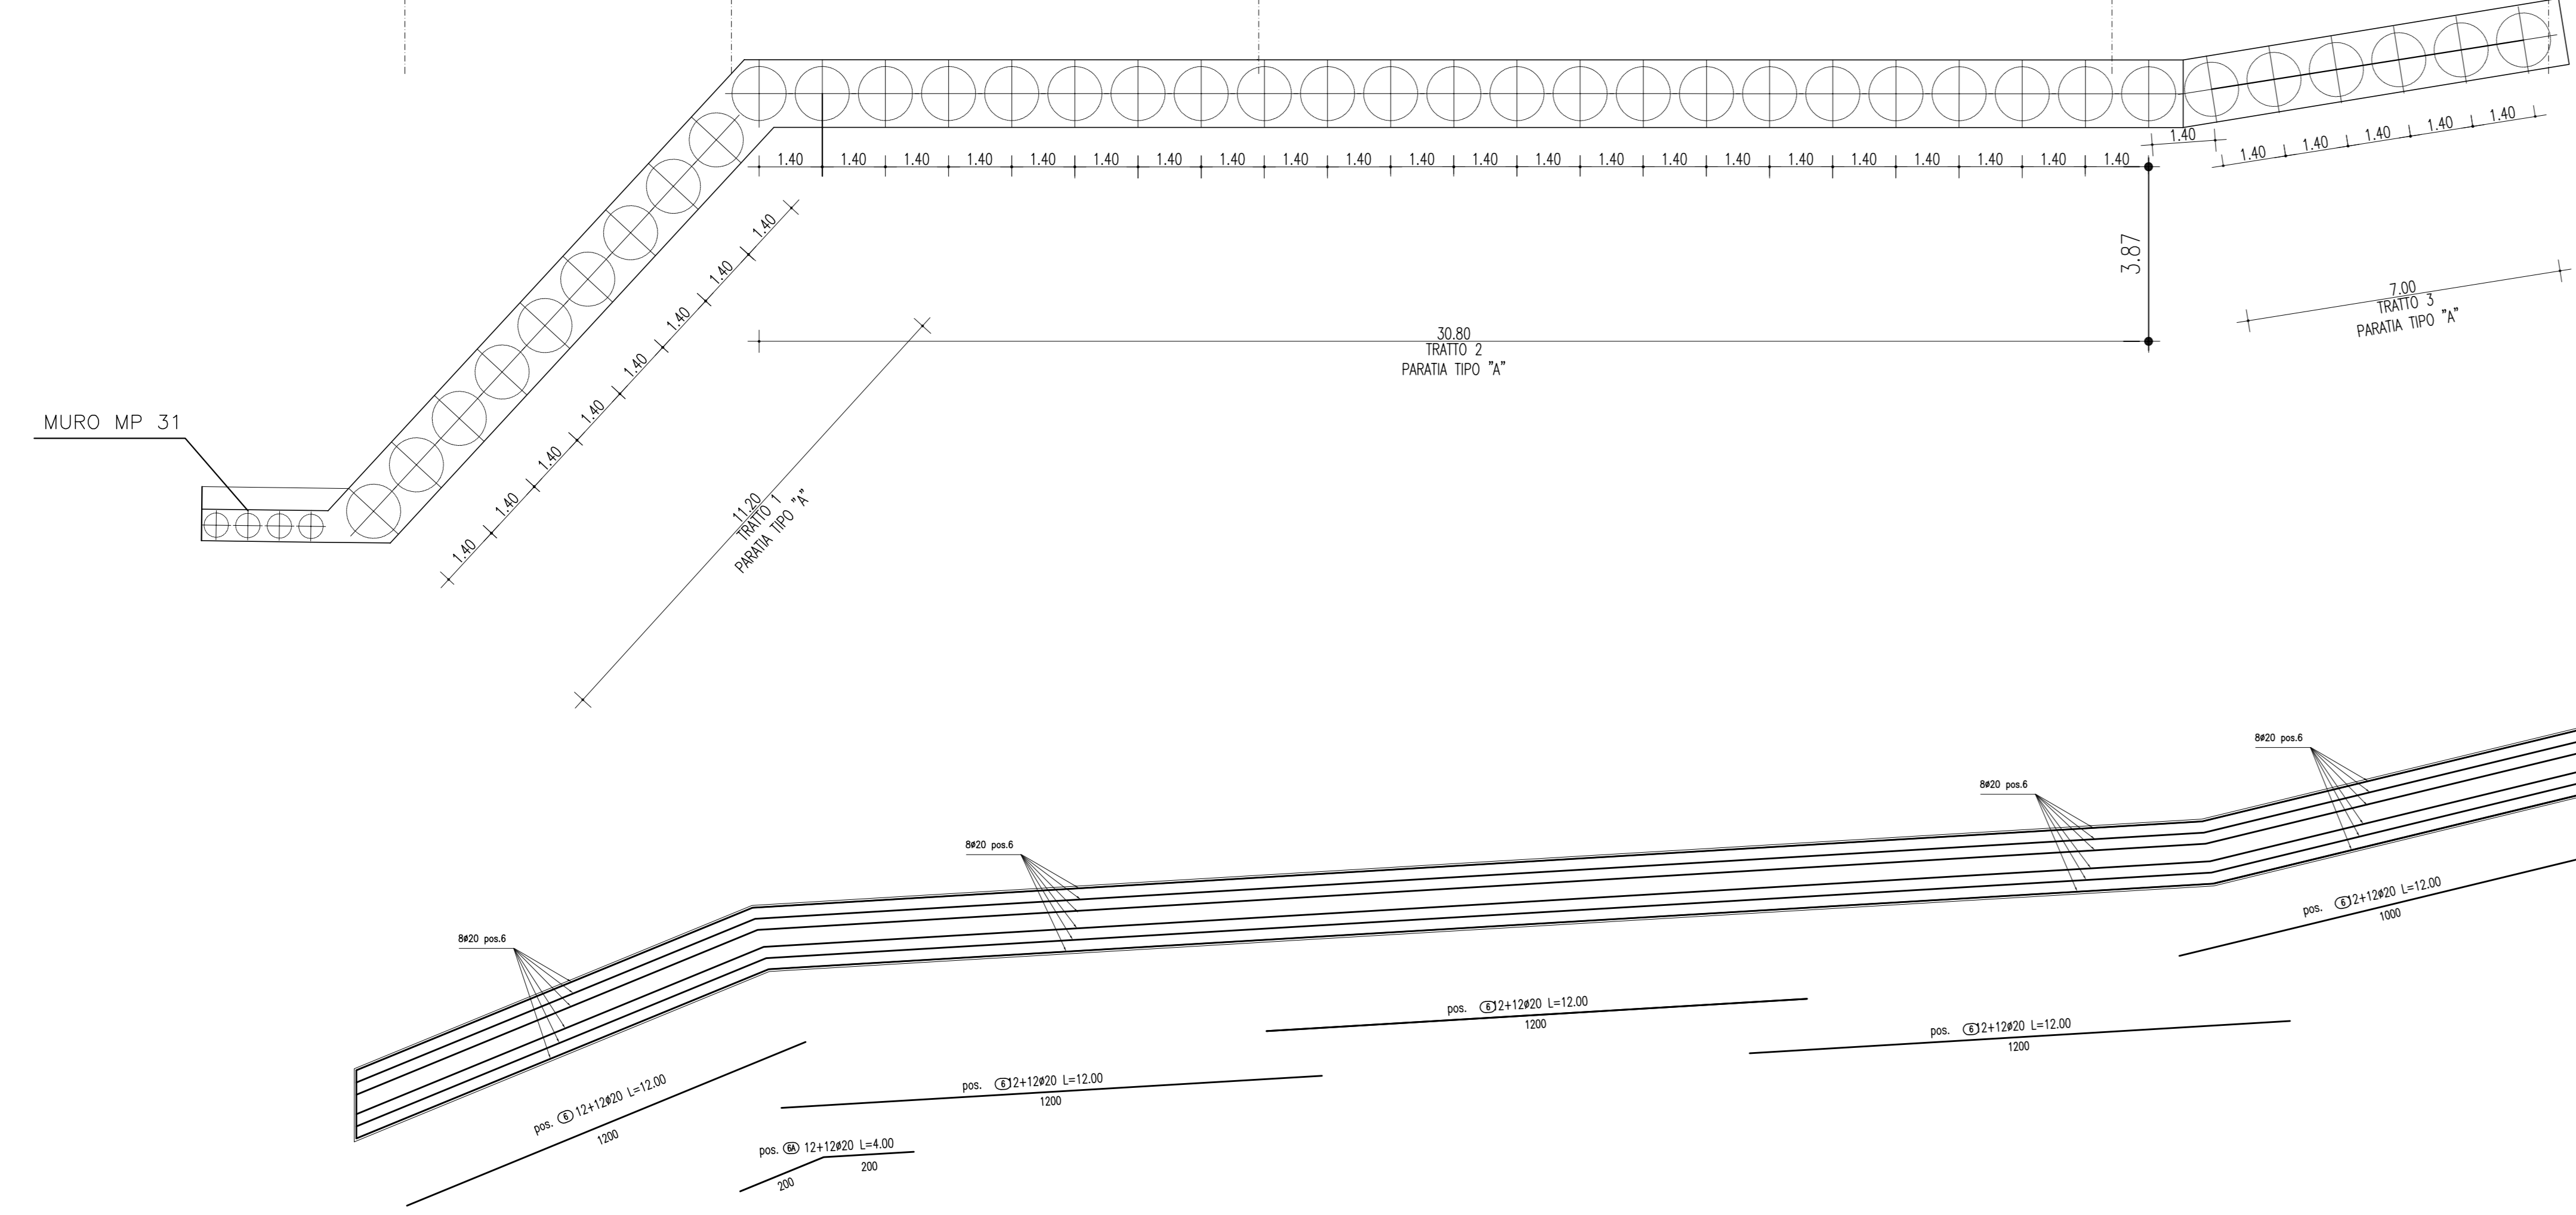 1.40
1.40 1.40 1.40 1.40 1.40
1.40 1.40 1.40 1.40 1.40 1.40 1.40 1.40 1.40 1.40 1.40 1.40 1.40 1.40 1.40 1.40 1.40 1.40 1.40 1.40 1.40 1.40
1.40
1.40
1.40
1.40
1.40
1.40
1.40
1.40
3.87
7.00
TRATTO 3
PARATIA TIPO "A"
30.80
TRATTO 2
PARATIA TIPO "A"
MURO MP 31
11.20
TRATTO 1
PARATIA TIPO "A"
8ø20 pos.6
8ø20 pos.6
8ø20 pos.6
8ø20 pos.6
pos. 6 12+12ø20 L=12.00
1000
pos. 6 12+12ø20 L=12.00
1200
pos. 6 12+12ø20 L=12.00
1200
pos. 6 12+12ø20 L=12.00
1200
pos. 6 12+12ø20 L=12.00
1200
pos. 6A 12+12ø20 L=4.00
200
200